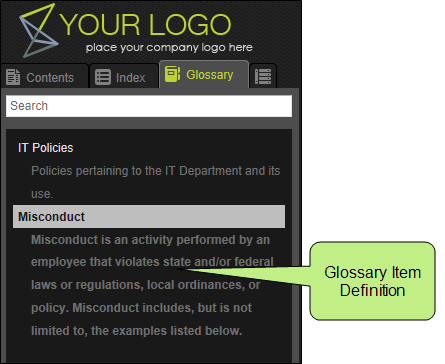 YOUR LOGO
place your company logo here
Contents Index Glossary
Search
IT Policies
Policies pertaining to the IT Department and its
use.
Misconduct
Misconduct is an activity performed by an
employee that violates state and/or federal
laws or regulations, local ordinances, or
policy. Misconduct includes, but is not
limited to, the examples listed below.
Glossary Item
Definition